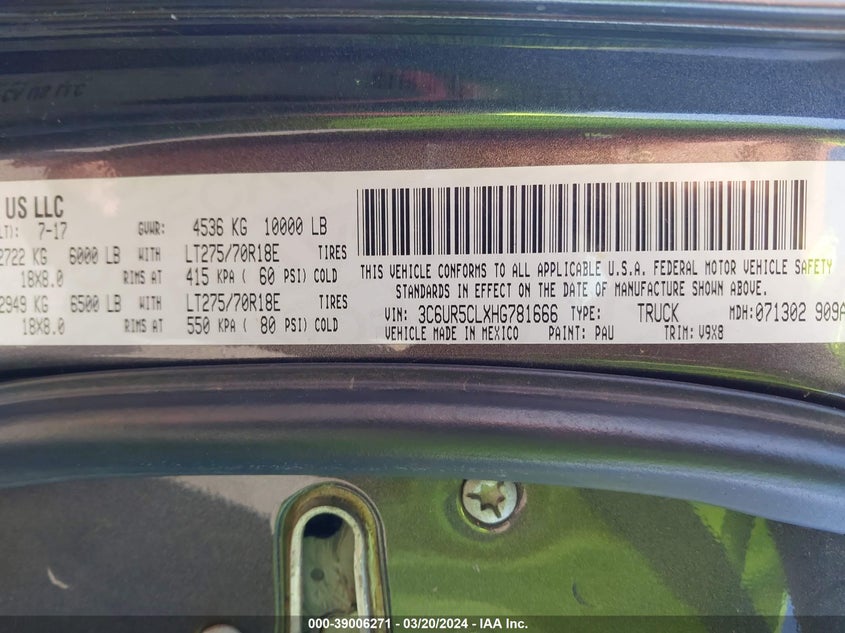 US LLC
LT): 7-17 GVWR: 4536 KG 10000 LB
2722 KG 6000 LB WITH LT275/70R18E TIRES
18X8.0 RIMS AT 415 KPA ( 60 PSI) COLD
2949 KG 6500 LB WITH LT275/70R18E TIRES
18X8.0 RIMS AT 550 KPA ( 80 PSI) COLD
THIS VEHICLE CONFORMS TO ALL APPLICABLE U.S.A. FEDERAL MOTOR VEHICLE SAFETY
STANDARDS IN EFFECT ON THE DATE OF MANUFACTURE SHOWN ABOVE.
VIN: 3C6UR5CLXHG781666 TYPE: TRUCK MDH: 071302 909A
VEHICLE MADE IN MEXICO PAINT: PAU TRIM: V9X8
000-39006271 - 03/20/2024 - IAA Inc.